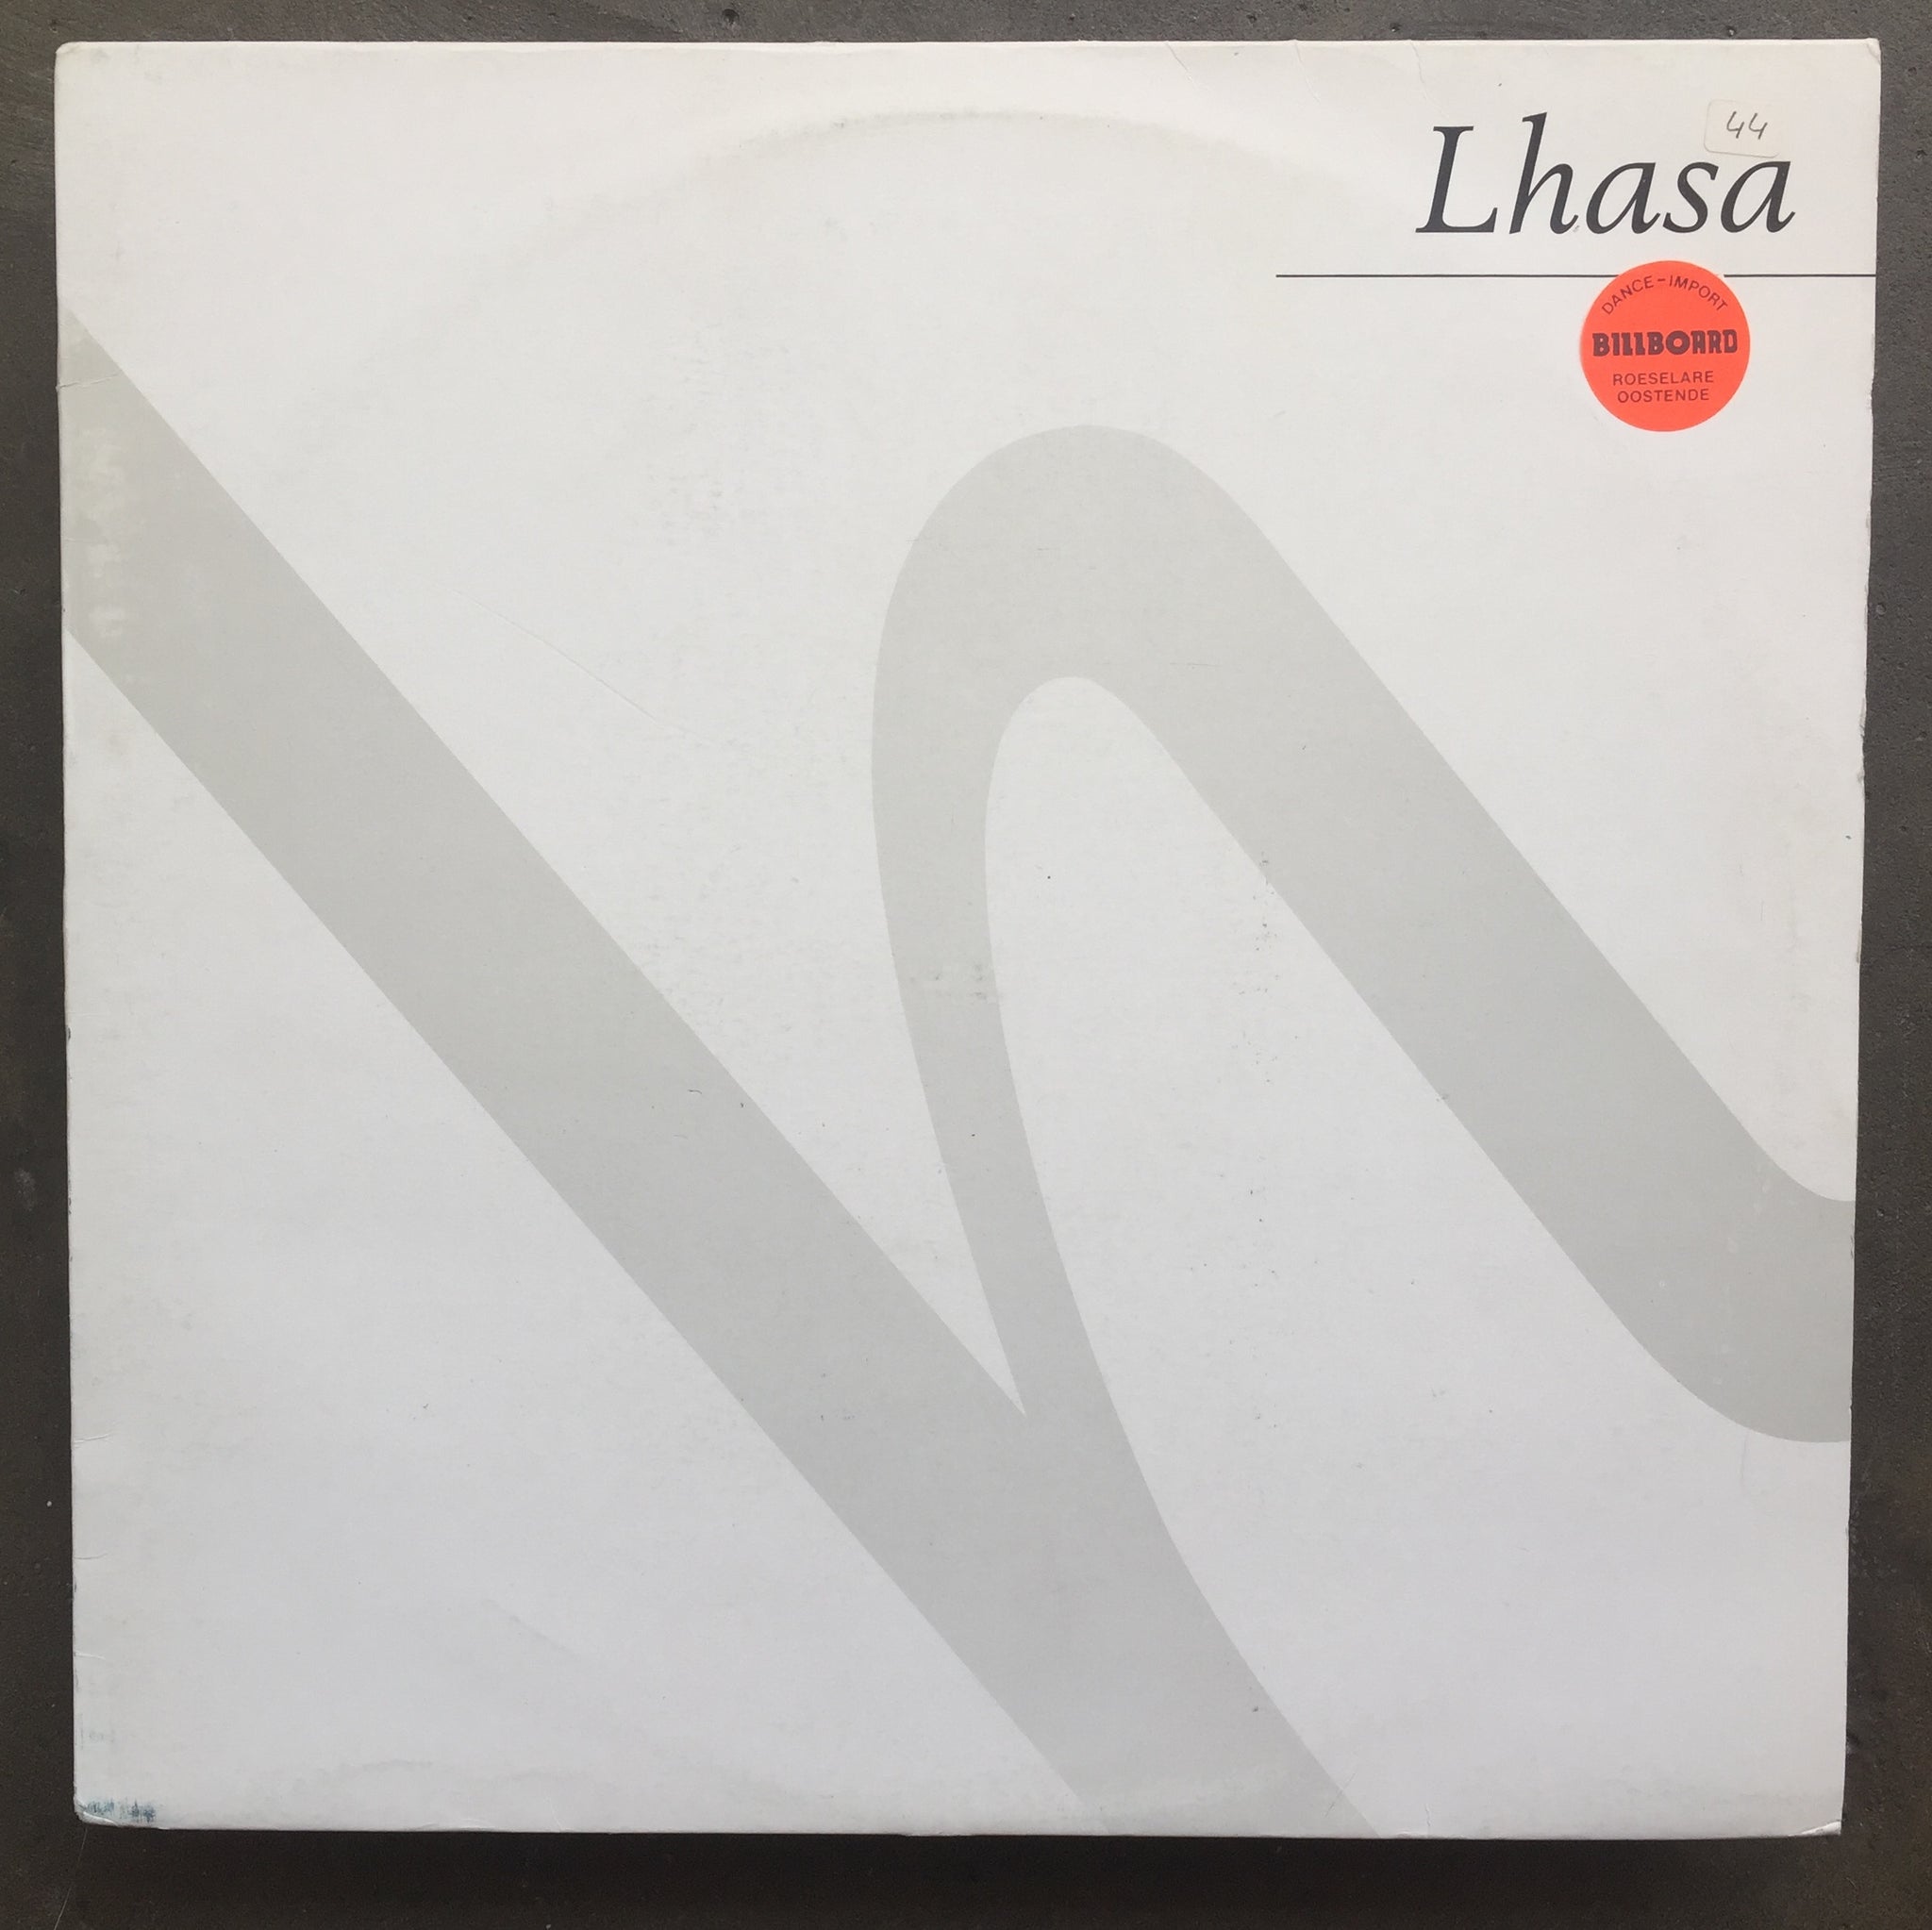 44
Lhasa
DANCE-IMPORT
BILLBOARD
ROESELARE
OOSTENDE